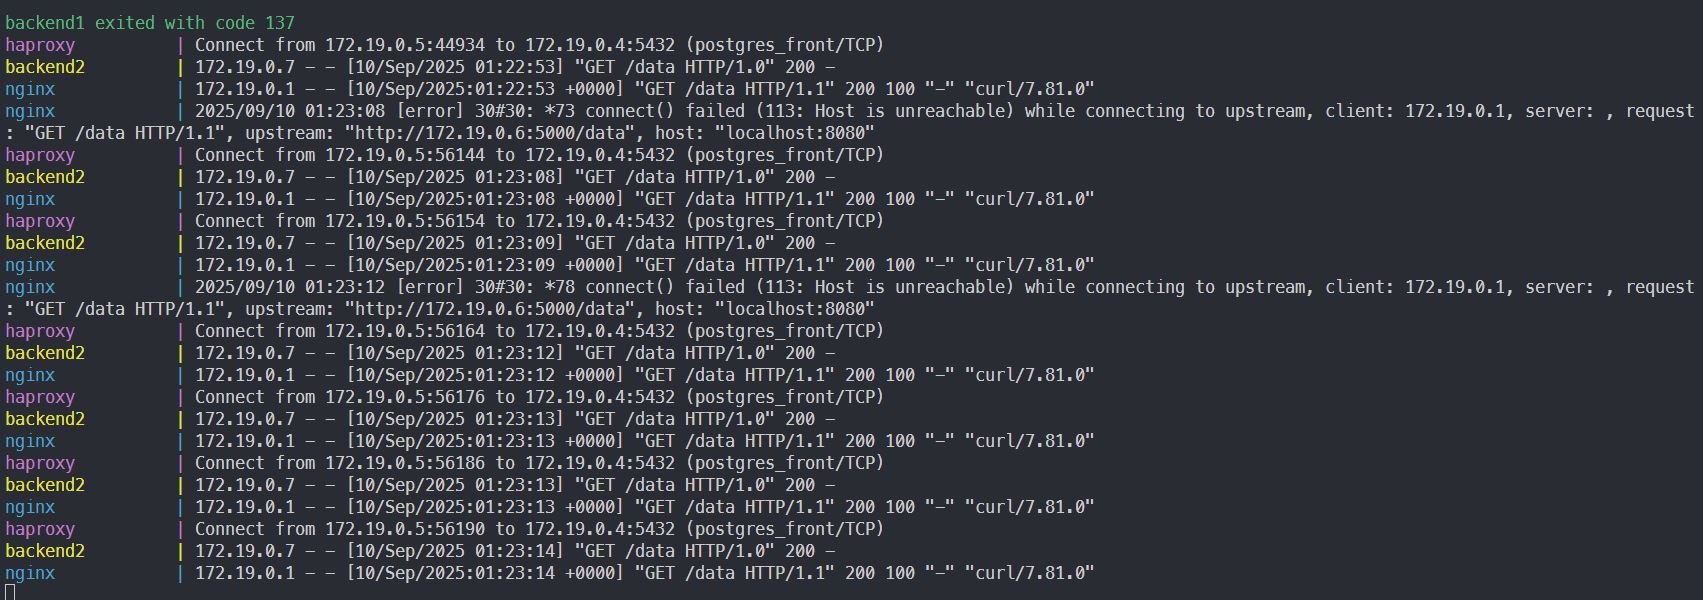 backend1 exited with code 137
haproxy | Connect from 172.19.0.5:44934 to 172.19.0.4:5432 (postgres_front/TCP)
backend2 | 172.19.0.7 - - [10/Sep/2025 01:22:53] "GET /data HTTP/1.0" 200 -
nginx | 172.19.0.1 - - [10/Sep/2025:01:22:53 +0000] "GET /data HTTP/1.1" 200 100 "-" "curl/7.81.0"
nginx | 2025/09/10 01:23:08 [error] 30#30: *73 connect() failed (113: Host is unreachable) while connecting to upstream, client: 172.19.0.1, server: , request
: "GET /data HTTP/1.1", upstream: "http://172.19.0.6:5000/data", host: "localhost:8080"
haproxy | Connect from 172.19.0.5:56144 to 172.19.0.4:5432 (postgres_front/TCP)
backend2 | 172.19.0.7 - - [10/Sep/2025 01:23:08] "GET /data HTTP/1.0" 200 -
nginx | 172.19.0.1 - - [10/Sep/2025:01:23:08 +0000] "GET /data HTTP/1.1" 200 100 "-" "curl/7.81.0"
haproxy | Connect from 172.19.0.5:56154 to 172.19.0.4:5432 (postgres_front/TCP)
backend2 | 172.19.0.7 - - [10/Sep/2025 01:23:09] "GET /data HTTP/1.0" 200 -
nginx | 172.19.0.1 - - [10/Sep/2025:01:23:09 +0000] "GET /data HTTP/1.1" 200 100 "-" "curl/7.81.0"
nginx | 2025/09/10 01:23:12 [error] 30#30: *78 connect() failed (113: Host is unreachable) while connecting to upstream, client: 172.19.0.1, server: , request
: "GET /data HTTP/1.1", upstream: "http://172.19.0.6:5000/data", host: "localhost:8080"
haproxy | Connect from 172.19.0.5:56164 to 172.19.0.4:5432 (postgres_front/TCP)
backend2 | 172.19.0.7 - - [10/Sep/2025 01:23:12] "GET /data HTTP/1.0" 200 -
nginx | 172.19.0.1 - - [10/Sep/2025:01:23:12 +0000] "GET /data HTTP/1.1" 200 100 "-" "curl/7.81.0"
haproxy | Connect from 172.19.0.5:56176 to 172.19.0.4:5432 (postgres_front/TCP)
backend2 | 172.19.0.7 - - [10/Sep/2025 01:23:13] "GET /data HTTP/1.0" 200 -
nginx | 172.19.0.1 - - [10/Sep/2025:01:23:13 +0000] "GET /data HTTP/1.1" 200 100 "-" "curl/7.81.0"
haproxy | Connect from 172.19.0.5:56186 to 172.19.0.4:5432 (postgres_front/TCP)
backend2 | 172.19.0.7 - - [10/Sep/2025 01:23:13] "GET /data HTTP/1.0" 200 -
nginx | 172.19.0.1 - - [10/Sep/2025:01:23:13 +0000] "GET /data HTTP/1.1" 200 100 "-" "curl/7.81.0"
haproxy | Connect from 172.19.0.5:56190 to 172.19.0.4:5432 (postgres_front/TCP)
backend2 | 172.19.0.7 - - [10/Sep/2025 01:23:14] "GET /data HTTP/1.0" 200 -
nginx | 172.19.0.1 - - [10/Sep/2025:01:23:14 +0000] "GET /data HTTP/1.1" 200 100 "-" "curl/7.81.0"